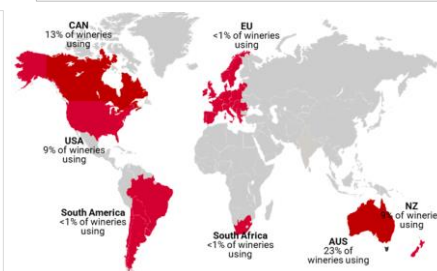 CAN
13% of wineries
using
EU
<1% of wineries
using
USA
9% of wineries
using
South America
<1% of wineries
using
South Africa
<1% of wineries
using
NZ
% of wineries
using
AUS
23% of
wineries using